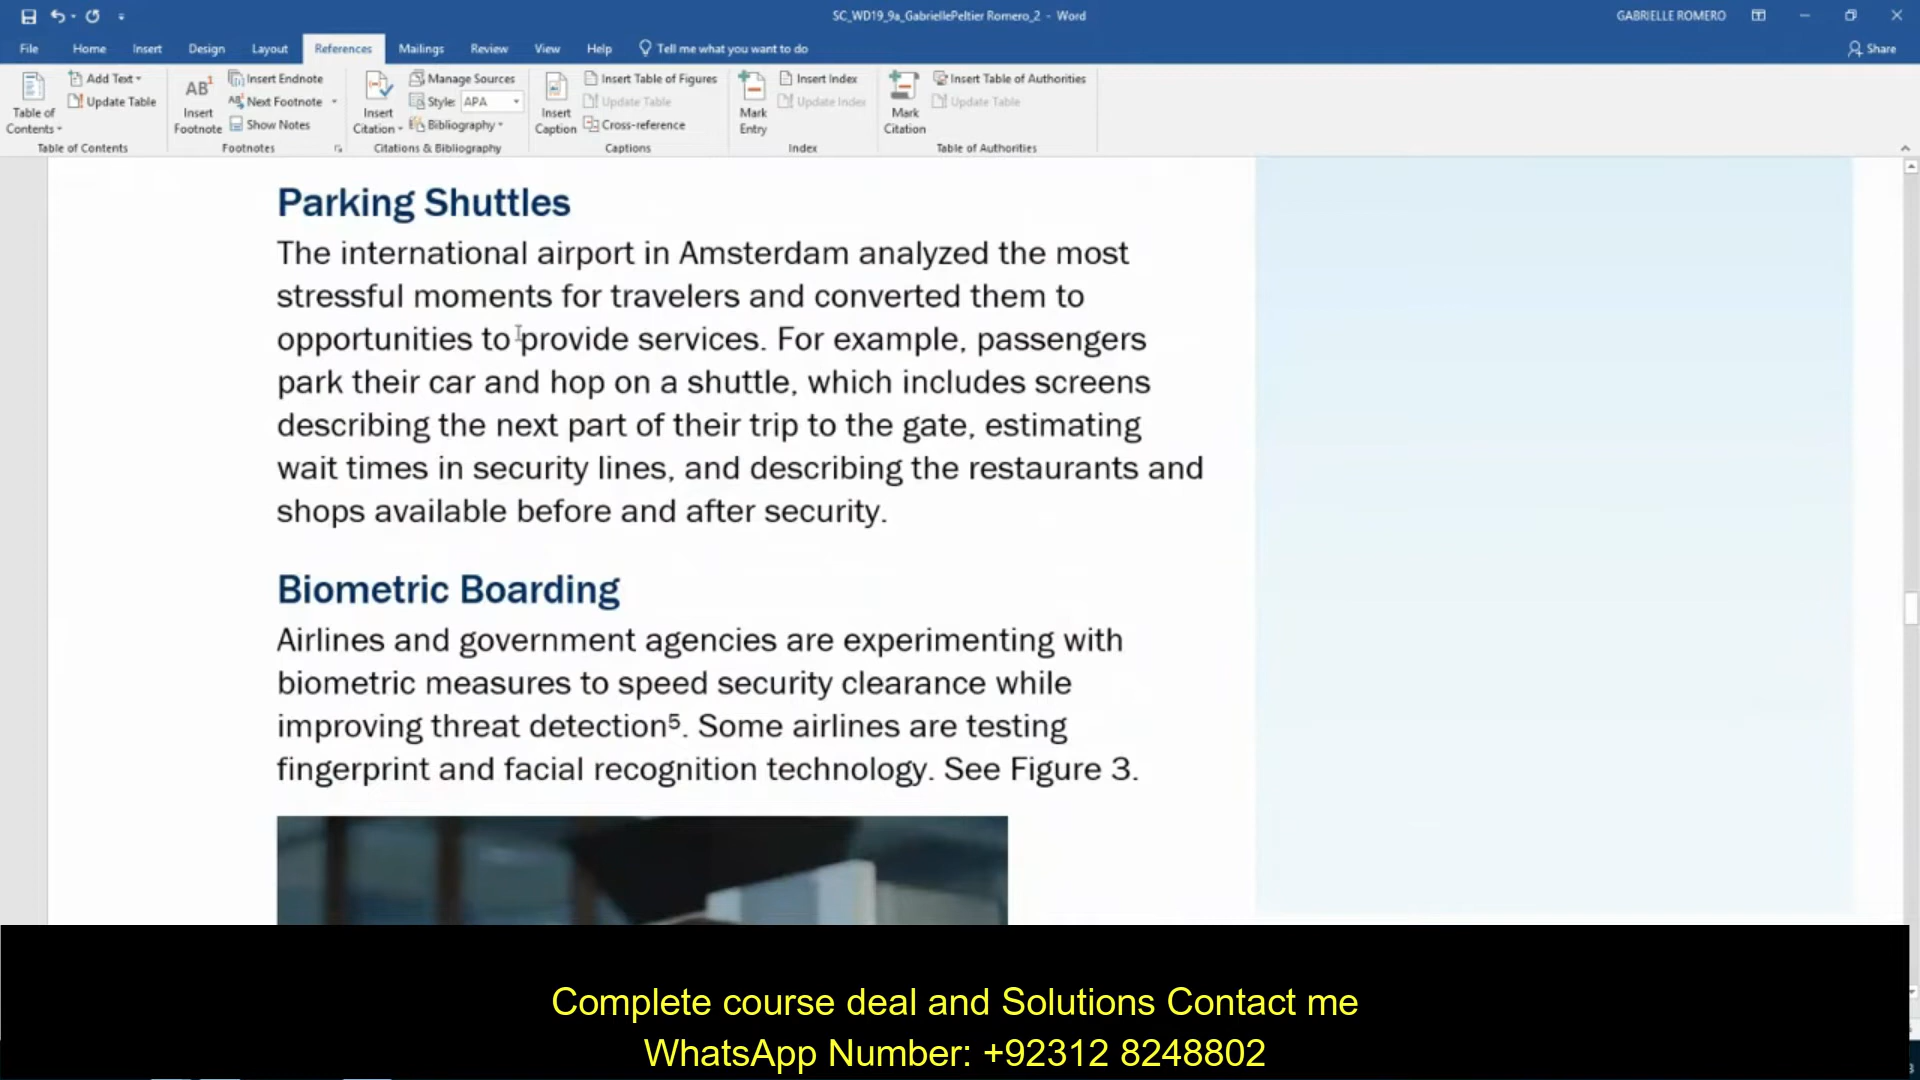 SC_WD19_9a_GabriellePeltier Romero_2 - Word
GABRIELLE ROMERO
File Home Insert Design Layout References Mailings Review View Help Tell me what you want to do Share
Table of Contents
Add Text
Update Table
Table of Contents
AB1 Insert Footnote
Insert Endnote
Next Footnote
Show Notes
Footnotes
Insert Citation
Manage Sources
Style: APA
Bibliography
Citations & Bibliography
Insert Caption
Insert Table of Figures
Update Table
Cross-reference
Captions
Mark Entry
Insert Index
Update Index
Index
Mark Citation
Insert Table of Authorities
Update Table
Table of Authorities
Parking Shuttles
The international airport in Amsterdam analyzed the most
stressful moments for travelers and converted them to
opportunities to provide services. For example, passengers
park their car and hop on a shuttle, which includes screens
describing the next part of their trip to the gate, estimating
wait times in security lines, and describing the restaurants and
shops available before and after security.
Biometric Boarding
Airlines and government agencies are experimenting with
biometric measures to speed security clearance while
improving threat detection⁵. Some airlines are testing
fingerprint and facial recognition technology. See Figure 3.
Complete course deal and Solutions Contact me
WhatsApp Number: +92312 8248802